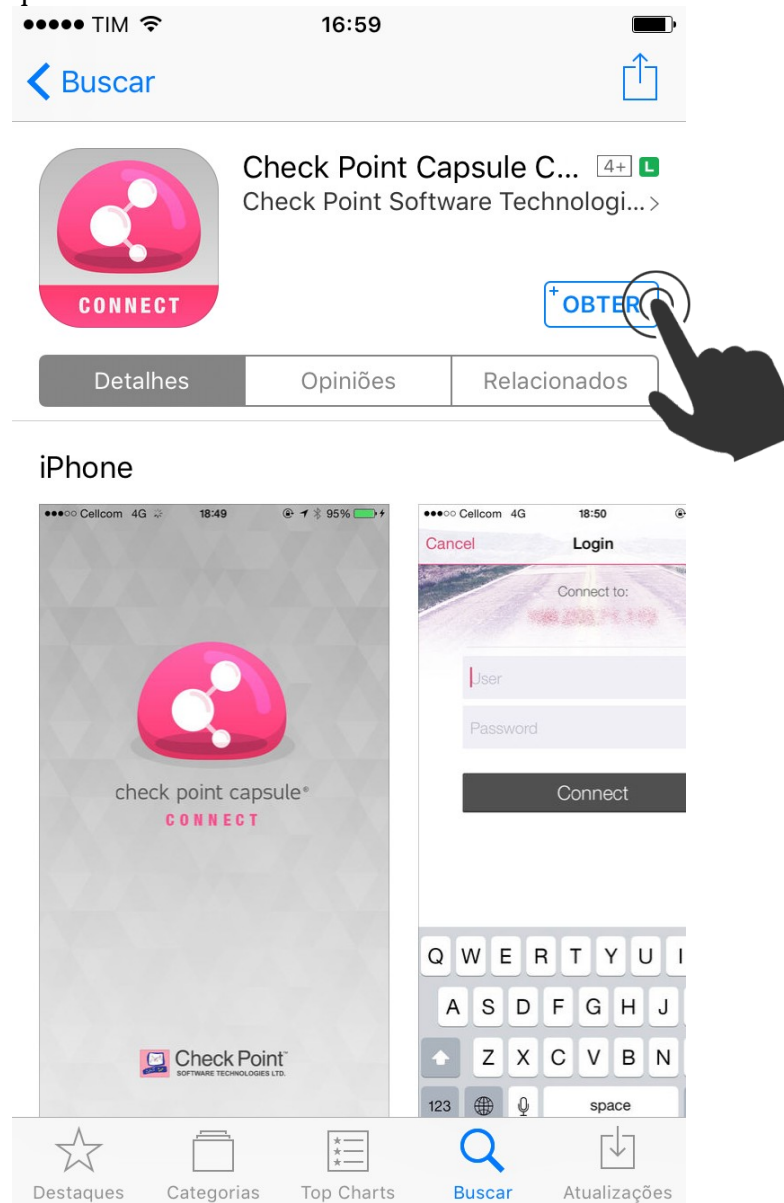 TIM 16:59
Buscar
Check Point Capsule C... 4+ L
Check Point Software Technologi...
CONNECT
+ OBTER
Detalhes Opiniões Relacionados
iPhone
Cellcom 4G 18:49 95%
check point capsule®
CONNECT
Check Point™
SOFTWARE TECHNOLOGIES LTD.
Cellcom 4G 18:50
Cancel Login
Connect to:
User
Password
Connect
Q W E R T Y U I
A S D F G H J
Z X C V B N
123 space
Destaques Categorias Top Charts Buscar Atualizações